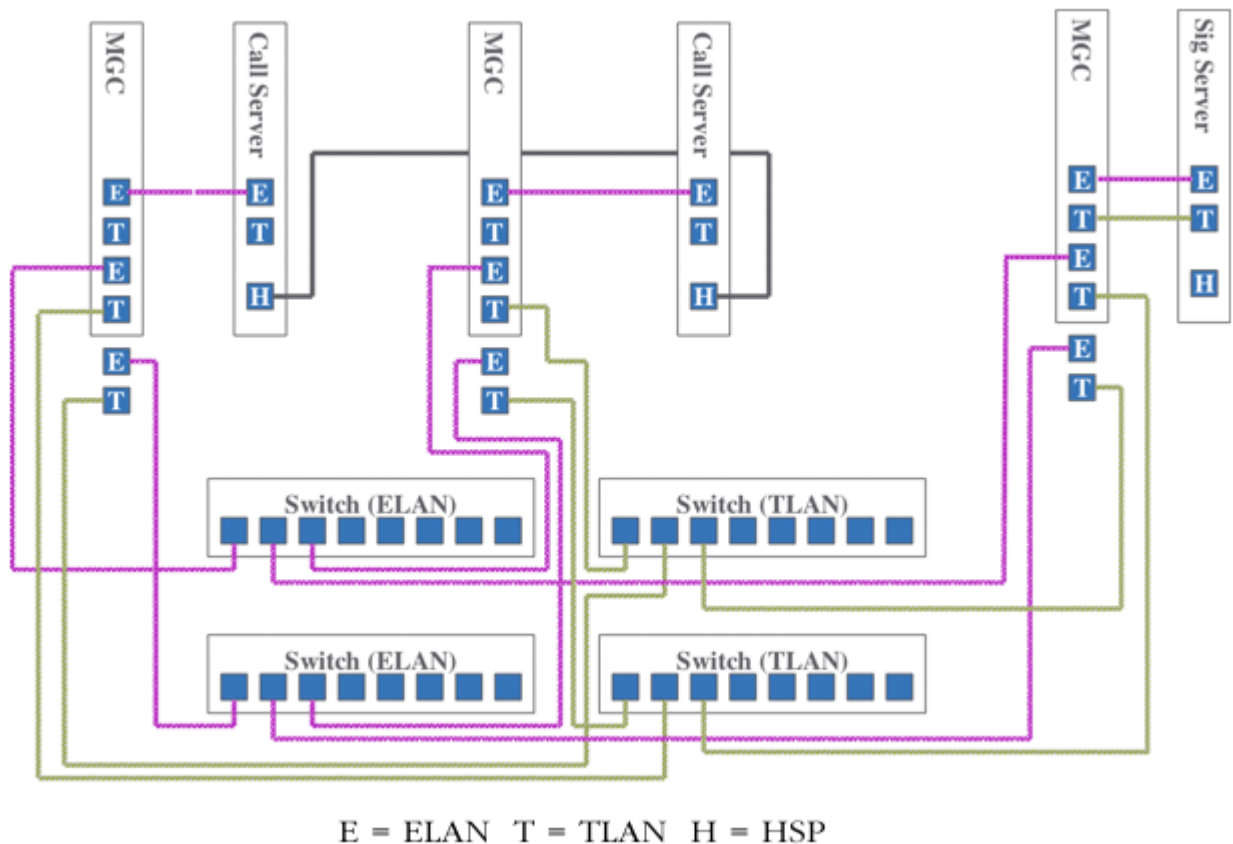 MGC
Call Server
MGC
Call Server
MGC
Sig Server
E
E
E
E
E
E
T
T
T
T
T
T
E
E
E
T
H
T
H
T
H
E
E
E
T
T
T
Switch (ELAN)
Switch (TLAN)
Switch (ELAN)
Switch (TLAN)
E = ELAN T = TLAN H = HSP